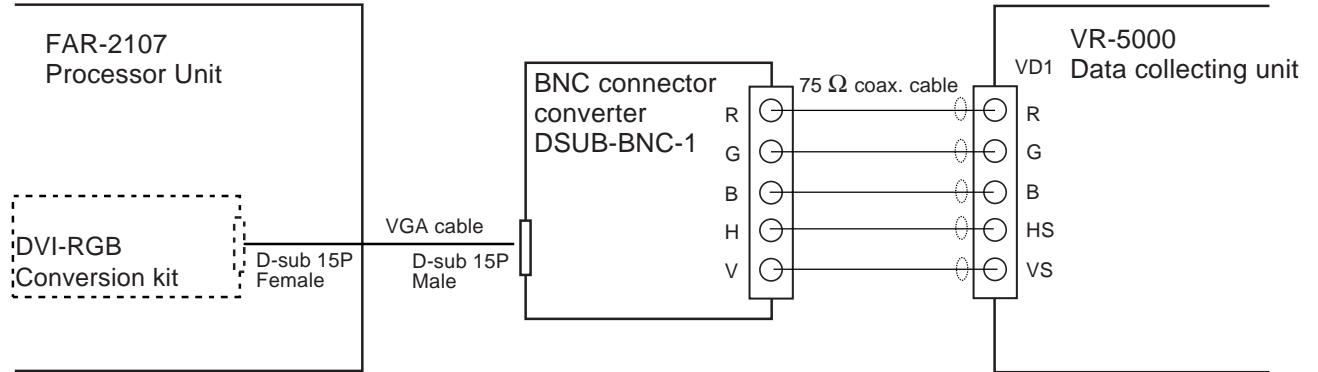 FAR-2107
Processor Unit
DVI-RGB
Conversion kit
VGA cable
D-sub 15P
Female
D-sub 15P
Male
BNC connector
converter
DSUB-BNC-1
R
G
B
H
V
75 Ω coax. cable
VR-5000
VD1 Data collecting unit
R
G
B
HS
VS